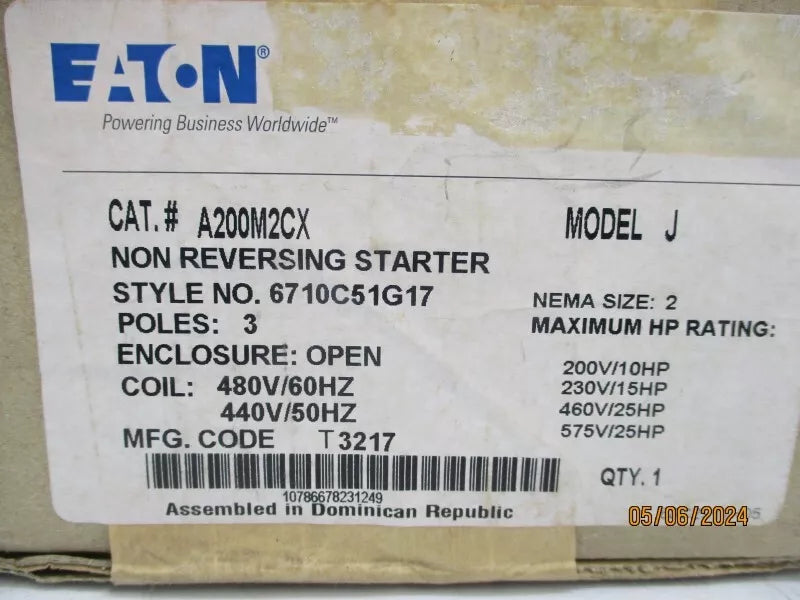 EATON®
Powering Business Worldwide™
CAT.# A200M2CX MODEL J
NON REVERSING STARTER
STYLE NO. 6710C51G17 NEMA SIZE: 2
POLES: 3 MAXIMUM HP RATING:
ENCLOSURE: OPEN 200V/10HP
COIL: 480V/60HZ 230V/15HP
440V/50HZ 460V/25HP
MFG. CODE T3217 575V/25HP
QTY. 1
10786678231249
Assembled in Dominican Republic
05/06/2024